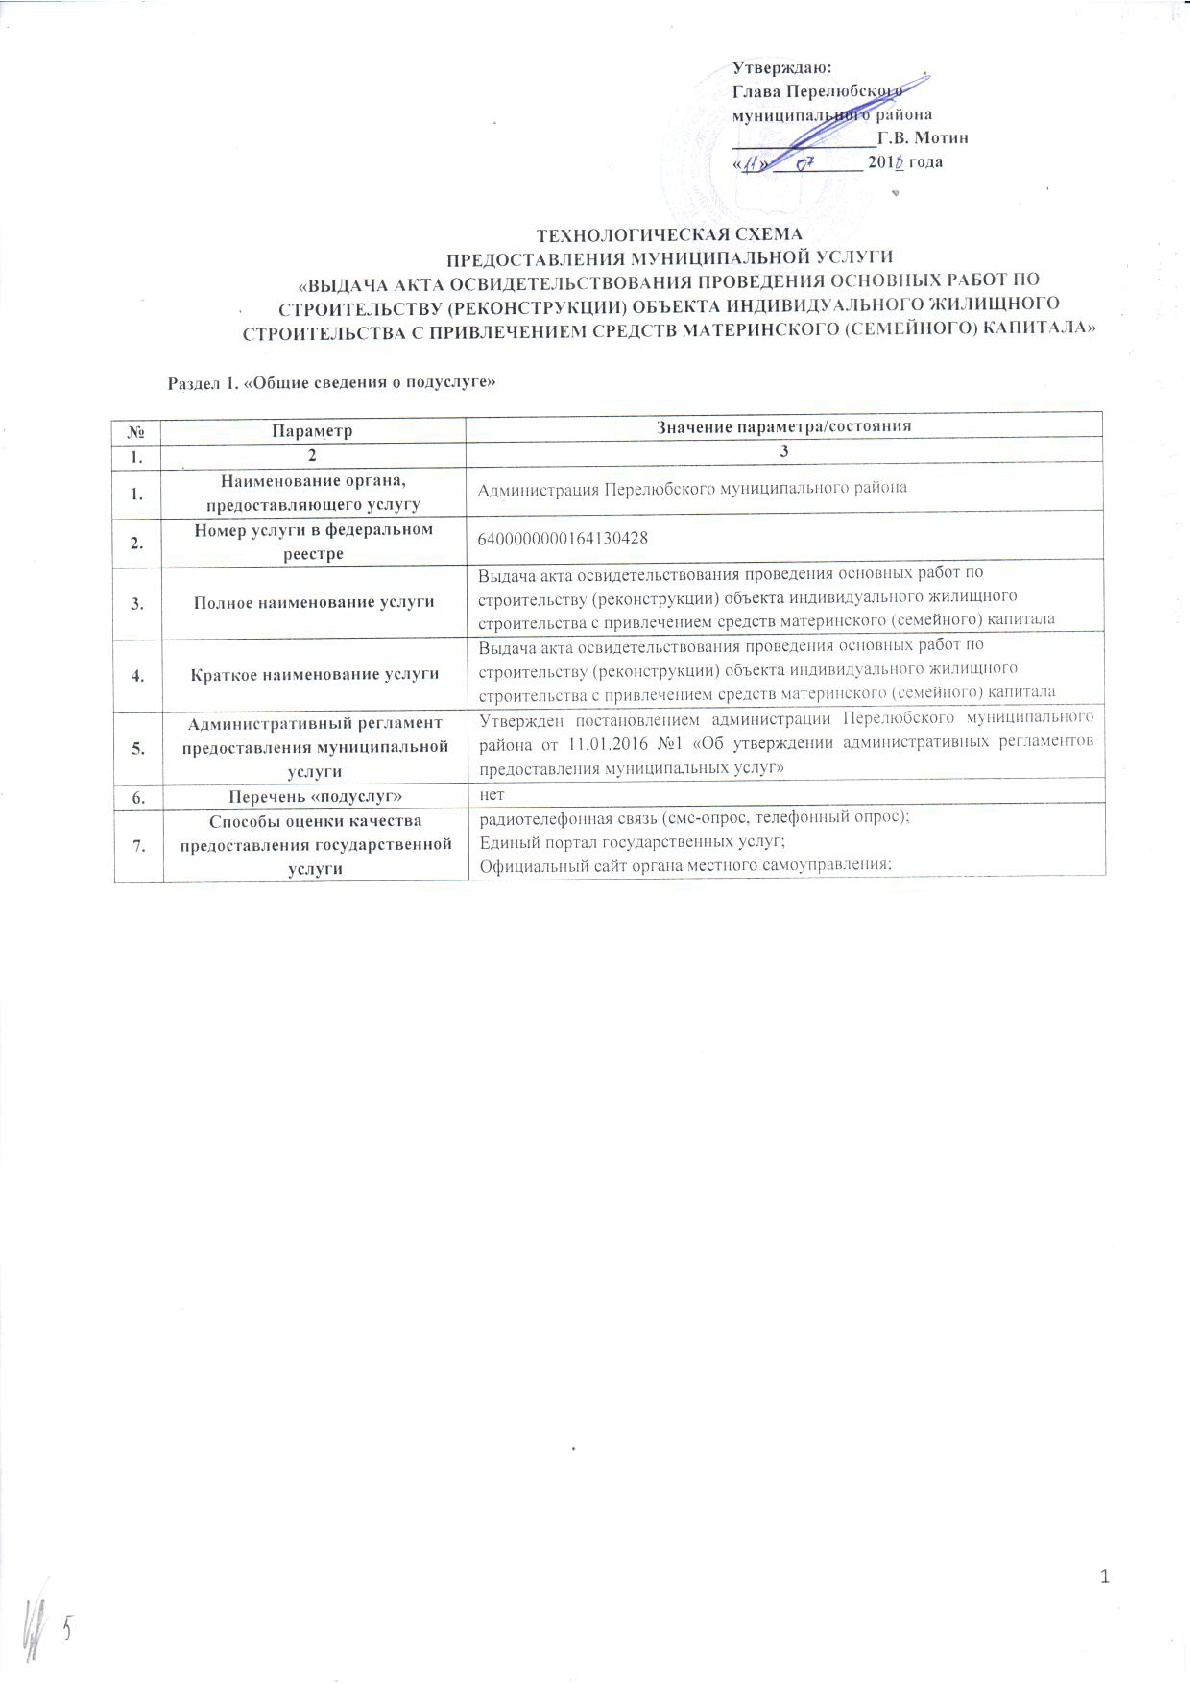 Утверждаю:
Глава Перелюбского
муниципального района
________________Г.В. Мотин
«11» 07 2016 года
ТЕХНОЛОГИЧЕСКАЯ СХЕМА
ПРЕДОСТАВЛЕНИЯ МУНИЦИПАЛЬНОЙ УСЛУГИ
«ВЫДАЧА АКТА ОСВИДЕТЕЛЬСТВОВАНИЯ ПРОВЕДЕНИЯ ОСНОВНЫХ РАБОТ ПО
СТРОИТЕЛЬСТВУ (РЕКОНСТРУКЦИИ) ОБЪЕКТА ИНДИВИДУАЛЬНОГО ЖИЛИЩНОГО
СТРОИТЕЛЬСТВА С ПРИВЛЕЧЕНИЕМ СРЕДСТВ МАТЕРИНСКОГО (СЕМЕЙНОГО) КАПИТАЛА»
Раздел 1. «Общие сведения о подуслуге»
№ Параметр Значение параметра/состояния
1. 2 3
1. Наименование органа,
предоставляющего услугу
Администрация Перелюбского муниципального района
2. Номер услуги в федеральном
реестре
6400000000164130428
3. Полное наименование услуги
Выдача акта освидетельствования проведения основных работ по
строительству (реконструкции) объекта индивидуального жилищного
строительства с привлечением средств материнского (семейного) капитала
4. Краткое наименование услуги
Выдача акта освидетельствования проведения основных работ по
строительству (реконструкции) объекта индивидуального жилищного
строительства с привлечением средств материнского (семейного) капитала
5. Административный регламент
предоставления муниципальной
услуги
Утвержден постановлением администрации Перелюбского муниципального
района от 11.01.2016 №1 «Об утверждении административных регламентов
предоставления муниципальных услуг»
6. Перечень «подуслуг» нет
7. Способы оценки качества
предоставления государственной
услуги
радиотелефонная связь (смс-опрос, телефонный опрос);
Единый портал государственных услуг;
Официальный сайт органа местного самоуправления;
1
5